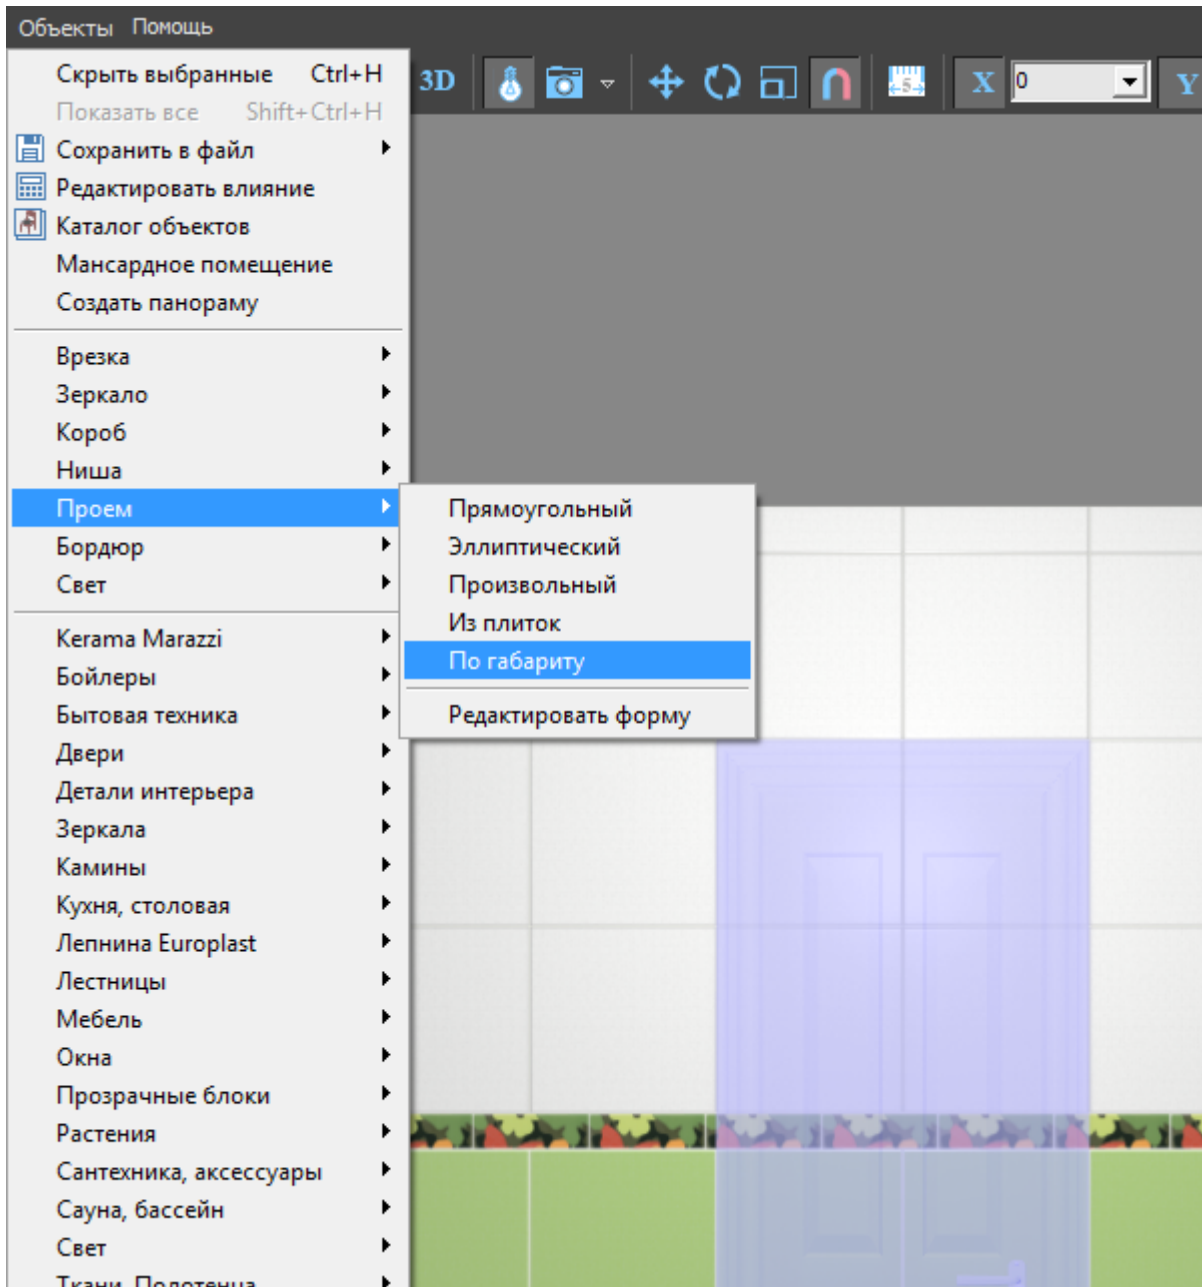 Объекты Помощь
3D 5 X 0 Y
Скрыть выбранные Ctrl+H
Показать все Shift+Ctrl+H
Сохранить в файл
Редактировать влияние
Каталог объектов
Мансардное помещение
Создать панораму
Врезка
Зеркало
Короб
Ниша
Проем
Бордюр
Свет
Прямоугольный
Эллиптический
Произвольный
Из плиток
По габариту
Редактировать форму
Kerama Marazzi
Бойлеры
Бытовая техника
Двери
Детали интерьера
Зеркала
Камины
Кухня, столовая
Лепнина Europlast
Лестницы
Мебель
Окна
Прозрачные блоки
Растения
Сантехника, аксессуары
Сауна, бассейн
Свет
Ткани, Полотенца